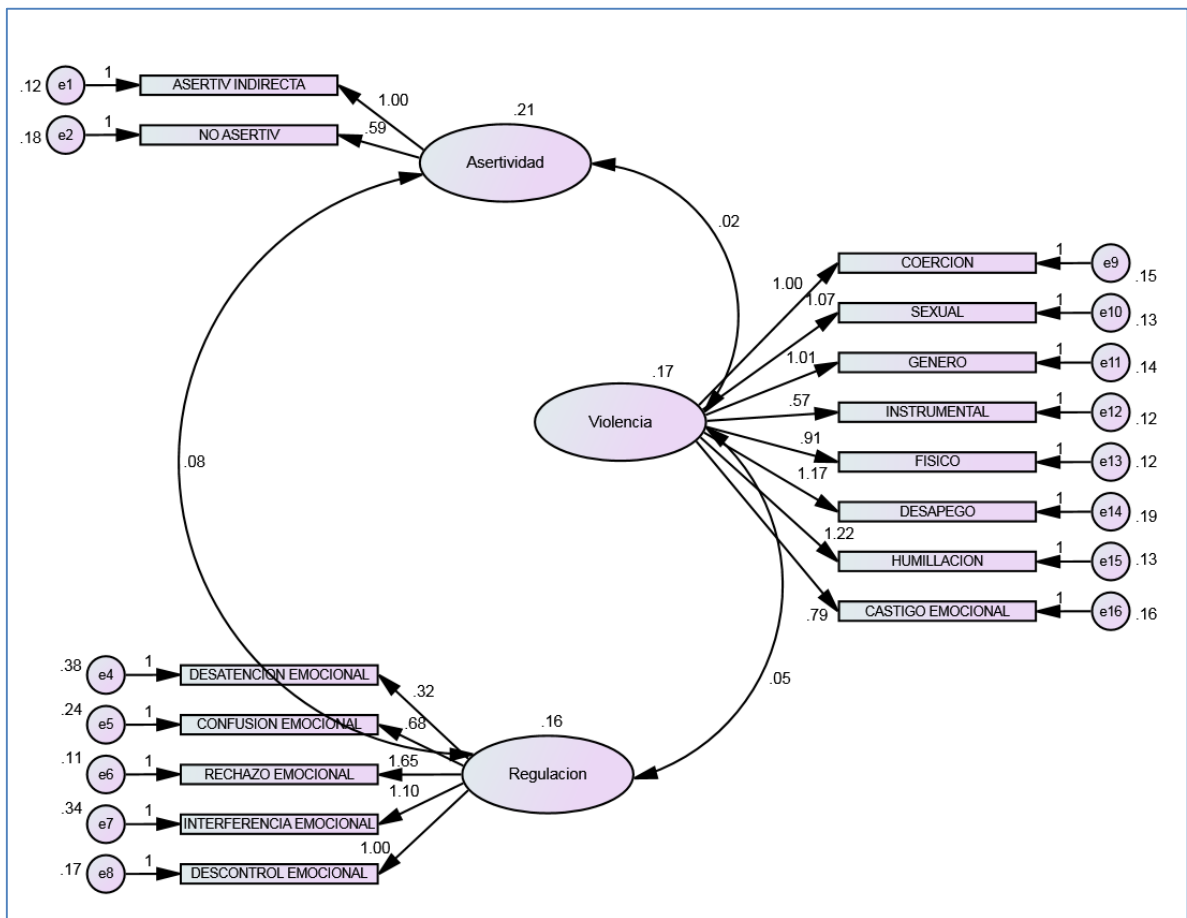 .12 e1 1 ASERTIV INDIRECTA
.18 e2 1 NO ASERTIV
1.00
.59
.21
Asertividad
.02
.08
.17
Violencia
1.00
1.07
1.01
.57
.91
1.17
1.22
.79
COERCION 1 e9 .15
SEXUAL 1 e10 .13
GENERO 1 e11 .14
INSTRUMENTAL 1 e12 .12
FISICO 1 e13 .12
DESAPEGO 1 e14 .19
HUMILLACION 1 e15 .13
CASTIGO EMOCIONAL 1 e16 .16
.05
.38 e4 1 DESATENCION EMOCIONAL
.24 e5 1 CONFUSION EMOCIONAL
.11 e6 1 RECHAZO EMOCIONAL
.34 e7 1 INTERFERENCIA EMOCIONAL
.17 e8 1 DESCONTROL EMOCIONAL
.32
.68
1.65
1.10
1.00
.16
Regulacion